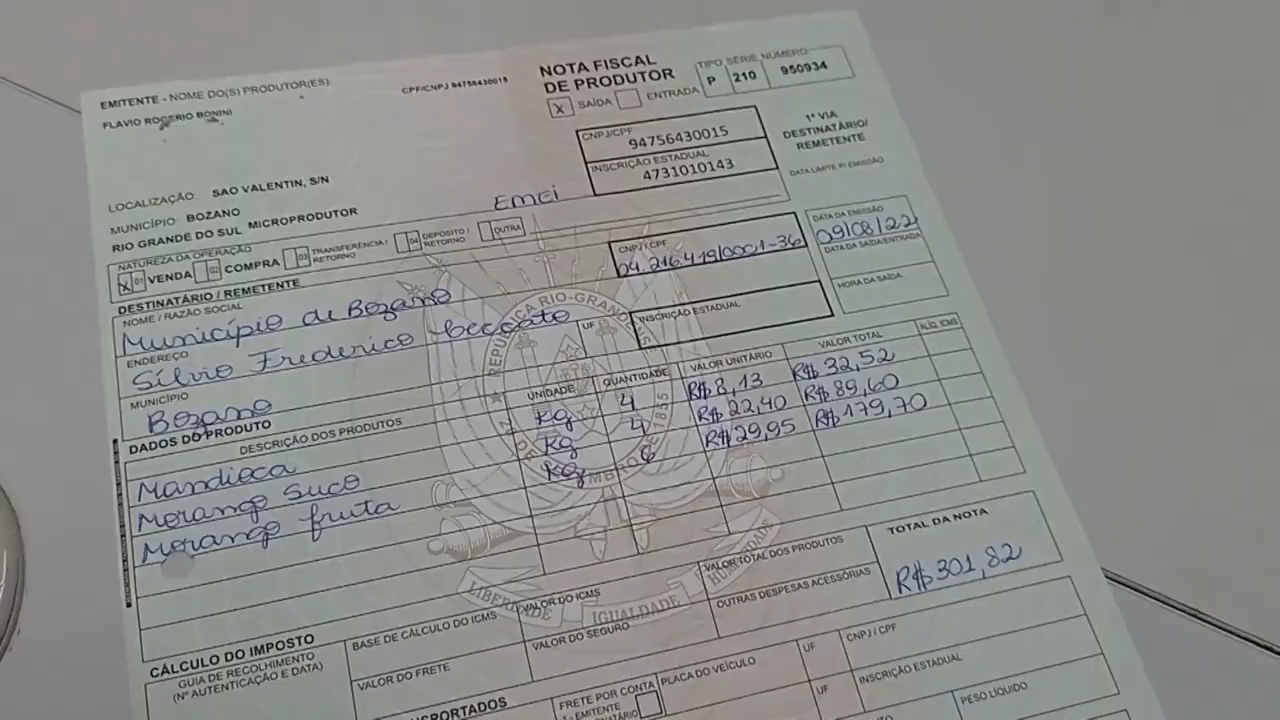 EMITENTE - NOME DO(S) PRODUTOR(ES) CPF/CNPJ 94756430015
FLAVIO ROGERIO BONINI
NOTA FISCAL
DE PRODUTOR
X SAÍDA ENTRADA
TIPO SÉRIE NÚMERO
P 210 950934
CNPJ/CPF
94756430015
INSCRIÇÃO ESTADUAL
4731010143
1ª VIA
DESTINATÁRIO/
REMETENTE
DATA LIMITE P/ EMISSÃO
LOCALIZAÇÃO: SAO VALENTIN, S/N
MUNICÍPIO: BOZANO
RIO GRANDE DO SUL MICROPRODUTOR
EMEI
NATUREZA DA OPERAÇÃO
X 01 VENDA 02 COMPRA 03 TRANSFERÊNCIA / RETORNO 04 DEPÓSITO / RETORNO OUTRA
DESTINATÁRIO / REMETENTE
NOME / RAZÃO SOCIAL
Município de Bozano
CNPJ/CPF
04.216.419/0001-36
DATA DA EMISSÃO
09/08/22
DATA DA SAÍDA/ENTRADA
HORA DA SAÍDA
ENDEREÇO
Sílvio Frederico Ceccato
UF
INSCRIÇÃO ESTADUAL
MUNICÍPIO
Bozano
DADOS DO PRODUTO
DESCRIÇÃO DOS PRODUTOS UNIDADE QUANTIDADE VALOR UNITÁRIO VALOR TOTAL ALÍQ. ICMS
Mandioca kg 4 R$ 8,13 R$ 32,52
Morango suco kg 4 R$ 22,40 R$ 89,60
Morango fruta kg 6 R$ 29,95 R$ 179,70
REPÚBLICA RIO-GRANDENSE
LIBERDADE IGUALDADE HUMANIDADE
CÁLCULO DO IMPOSTO
GUIA DE RECOLHIMENTO
(Nº AUTENTICAÇÃO E DATA)
BASE DE CÁLCULO DO ICMS
VALOR DO ICMS
VALOR TOTAL DOS PRODUTOS
TOTAL DA NOTA
R$ 301,82
VALOR DO FRETE
VALOR DO SEGURO
OUTRAS DESPESAS ACESSÓRIAS
FRETE POR CONTA
1 - EMITENTE
PLACA DO VEÍCULO
UF
CNPJ / CPF
UF
INSCRIÇÃO ESTADUAL
PESO LÍQUIDO